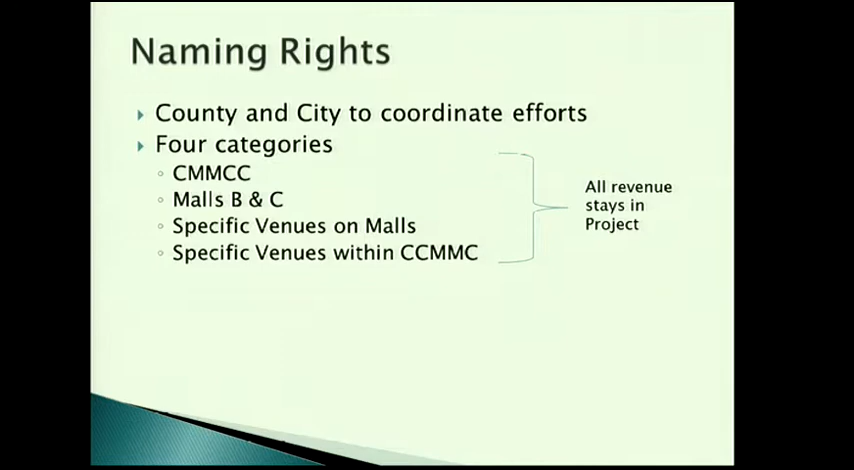 Naming Rights
County and City to coordinate efforts
Four categories
CMMCC
Malls B & C
Specific Venues on Malls
Specific Venues within CCMMC
All revenue
stays in
Project